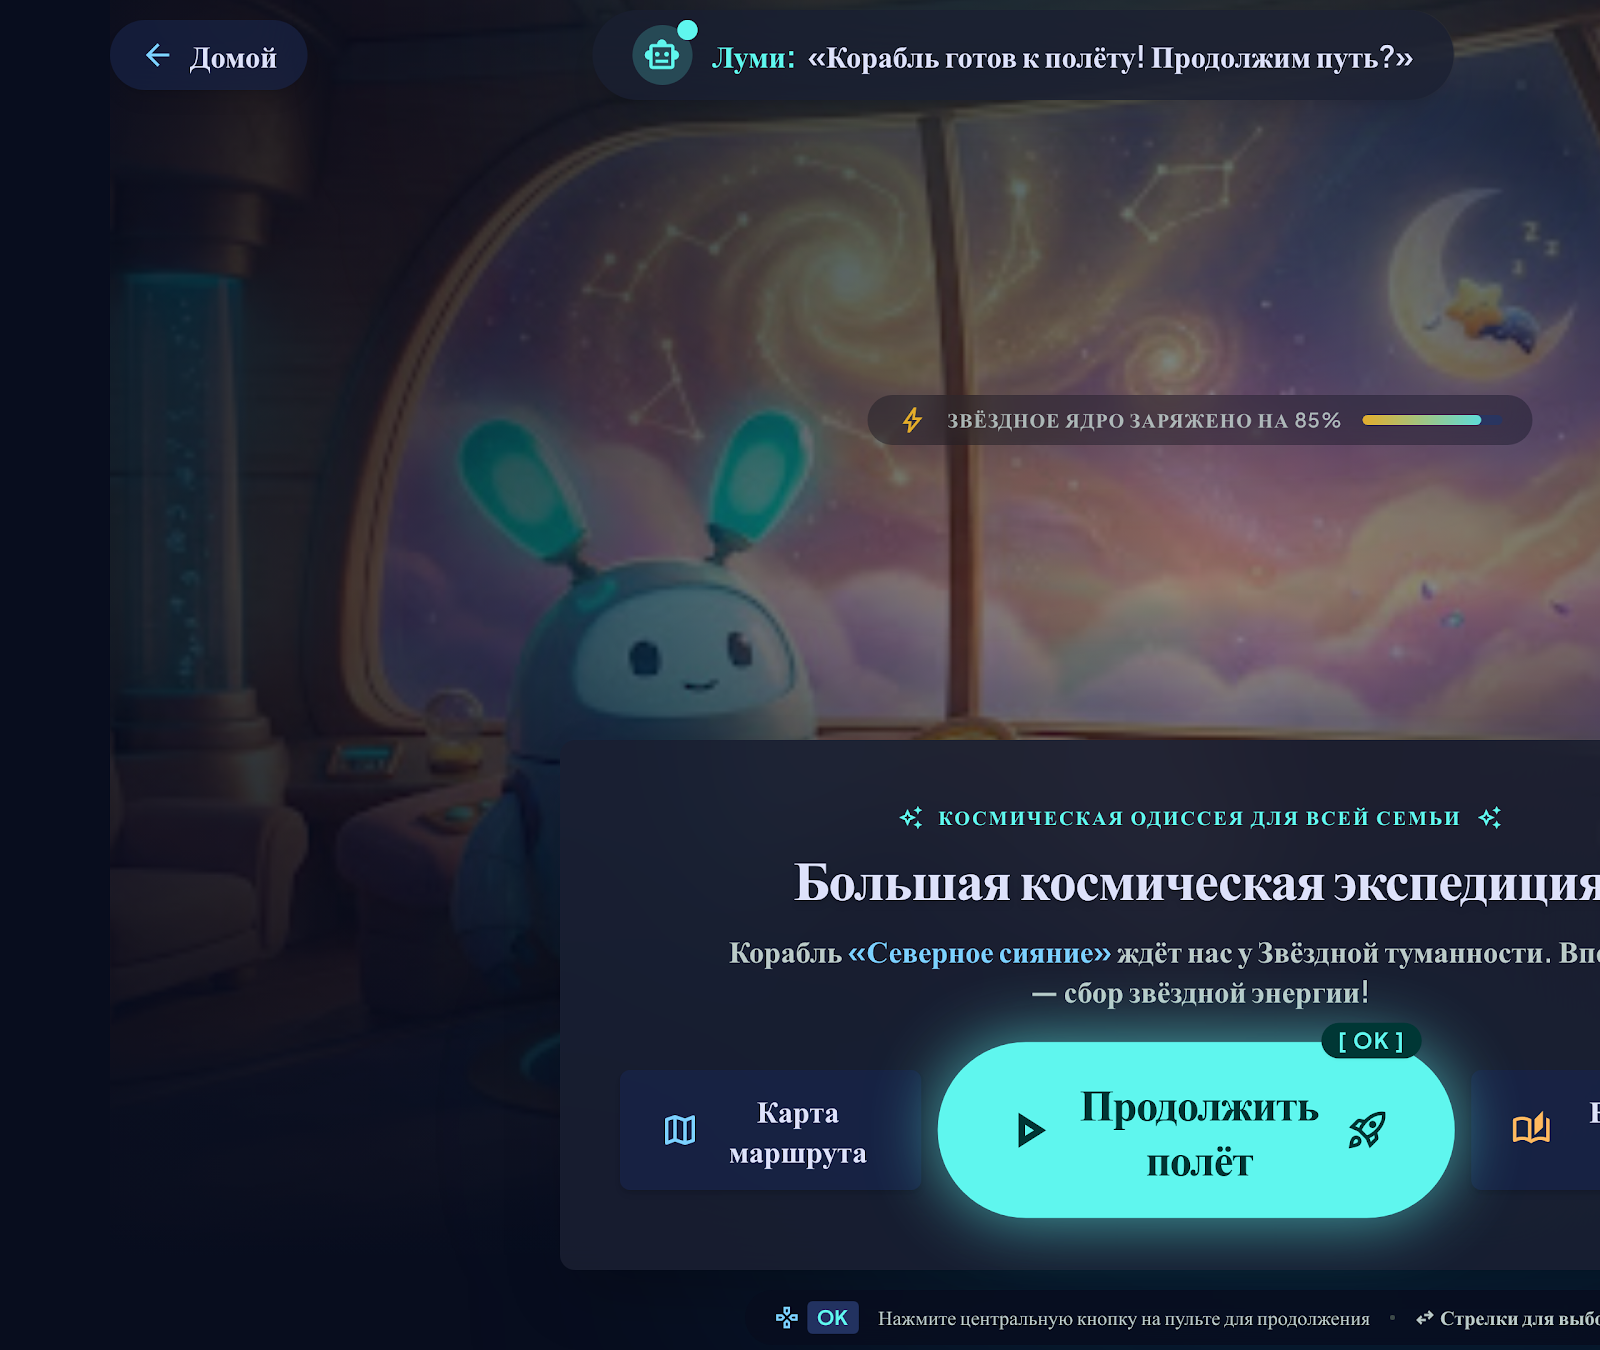 Домой
Луми: «Корабль готов к полёту! Продолжим путь?»
z z z
ЗВЁЗДНОЕ ЯДРО ЗАРЯЖЕНО НА 85%
КОСМИЧЕСКАЯ ОДИССЕЯ ДЛЯ ВСЕЙ СЕМЬИ
Большая космическая экспедиция
Корабль «Северное сияние» ждёт нас у Звёздной туманности.
— сбор звёздной энергии!
[ OK ]
Карта
маршрута
Продолжить
полёт
OK Нажмите центральную кнопку на пульте для продолжения • Стрелки для